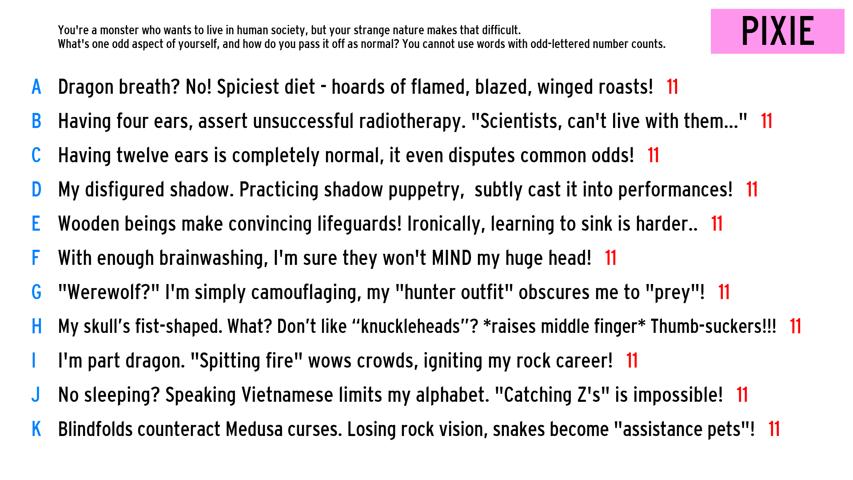 You're a monster who wants to live in human society, but your strange nature makes that difficult.
What's one odd aspect of yourself, and how do you pass it off as normal? You cannot use words with odd-lettered number counts.
PIXIE
A Dragon breath? No! Spiciest diet - hoards of flamed, blazed, winged roasts! 11
B Having four ears, assert unsuccessful radiotherapy. "Scientists, can't live with them..." 11
C Having twelve ears is completely normal, it even disputes common odds! 11
D My disfigured shadow. Practicing shadow puppetry, subtly cast it into performances! 11
E Wooden beings make convincing lifeguards! Ironically, learning to sink is harder.. 11
F With enough brainwashing, I'm sure they won't MIND my huge head! 11
G "Werewolf?" I'm simply camouflaging, my "hunter outfit" obscures me to "prey"! 11
H My skull’s fist-shaped. What? Don’t like “knuckleheads”? *raises middle finger* Thumb-suckers!!! 11
I I'm part dragon. "Spitting fire" wows crowds, igniting my rock career! 11
J No sleeping? Speaking Vietnamese limits my alphabet. "Catching Z's" is impossible! 11
K Blindfolds counteract Medusa curses. Losing rock vision, snakes become "assistance pets"! 11